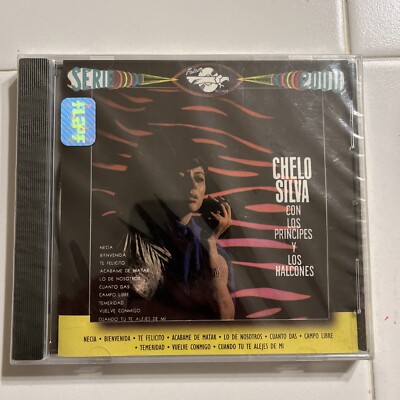 SERIE 2000
CHELO
SILVA
CON
LOS
PRINCIPES
Y
LOS
HALCONES
NECIA
BIENVENIDA
TE FELICITO
ACABAME DE MATAR
LO DE NOSOTROS
CUANTO DAS
CAMPO LIBRE
TEMERIDAD
VUELVE CONMIGO
CUANDO TU TE ALEJES DE MI
NECIA • BIENVENIDA • TE FELICITO • ACABAME DE MATAR • LO DE NOSOTROS • CUANTO DAS • CAMPO LIBRE
• TEMERIDAD • VUELVE CONMIGO • CUANDO TU TE ALEJES DE MI